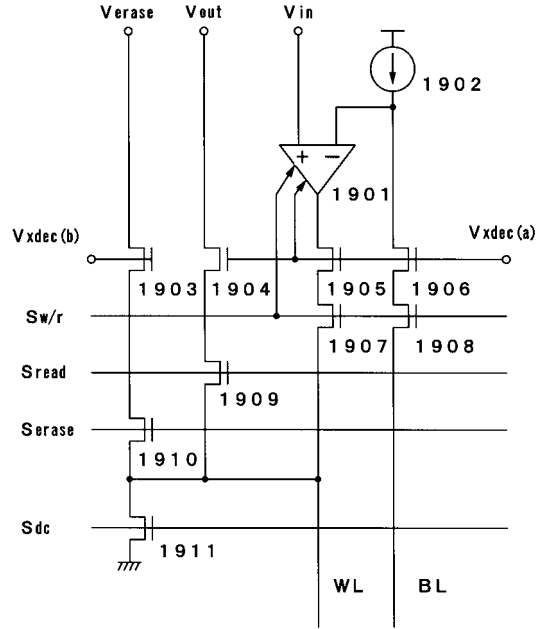 Verase Vout Vin
1902
+ −
1901
Vxdec(b) Vxdec(a)
1903 1904 1905 1906
Sw/r
1907 1908
Sread
1909
Serase
1910
Sdc
1911
WL BL